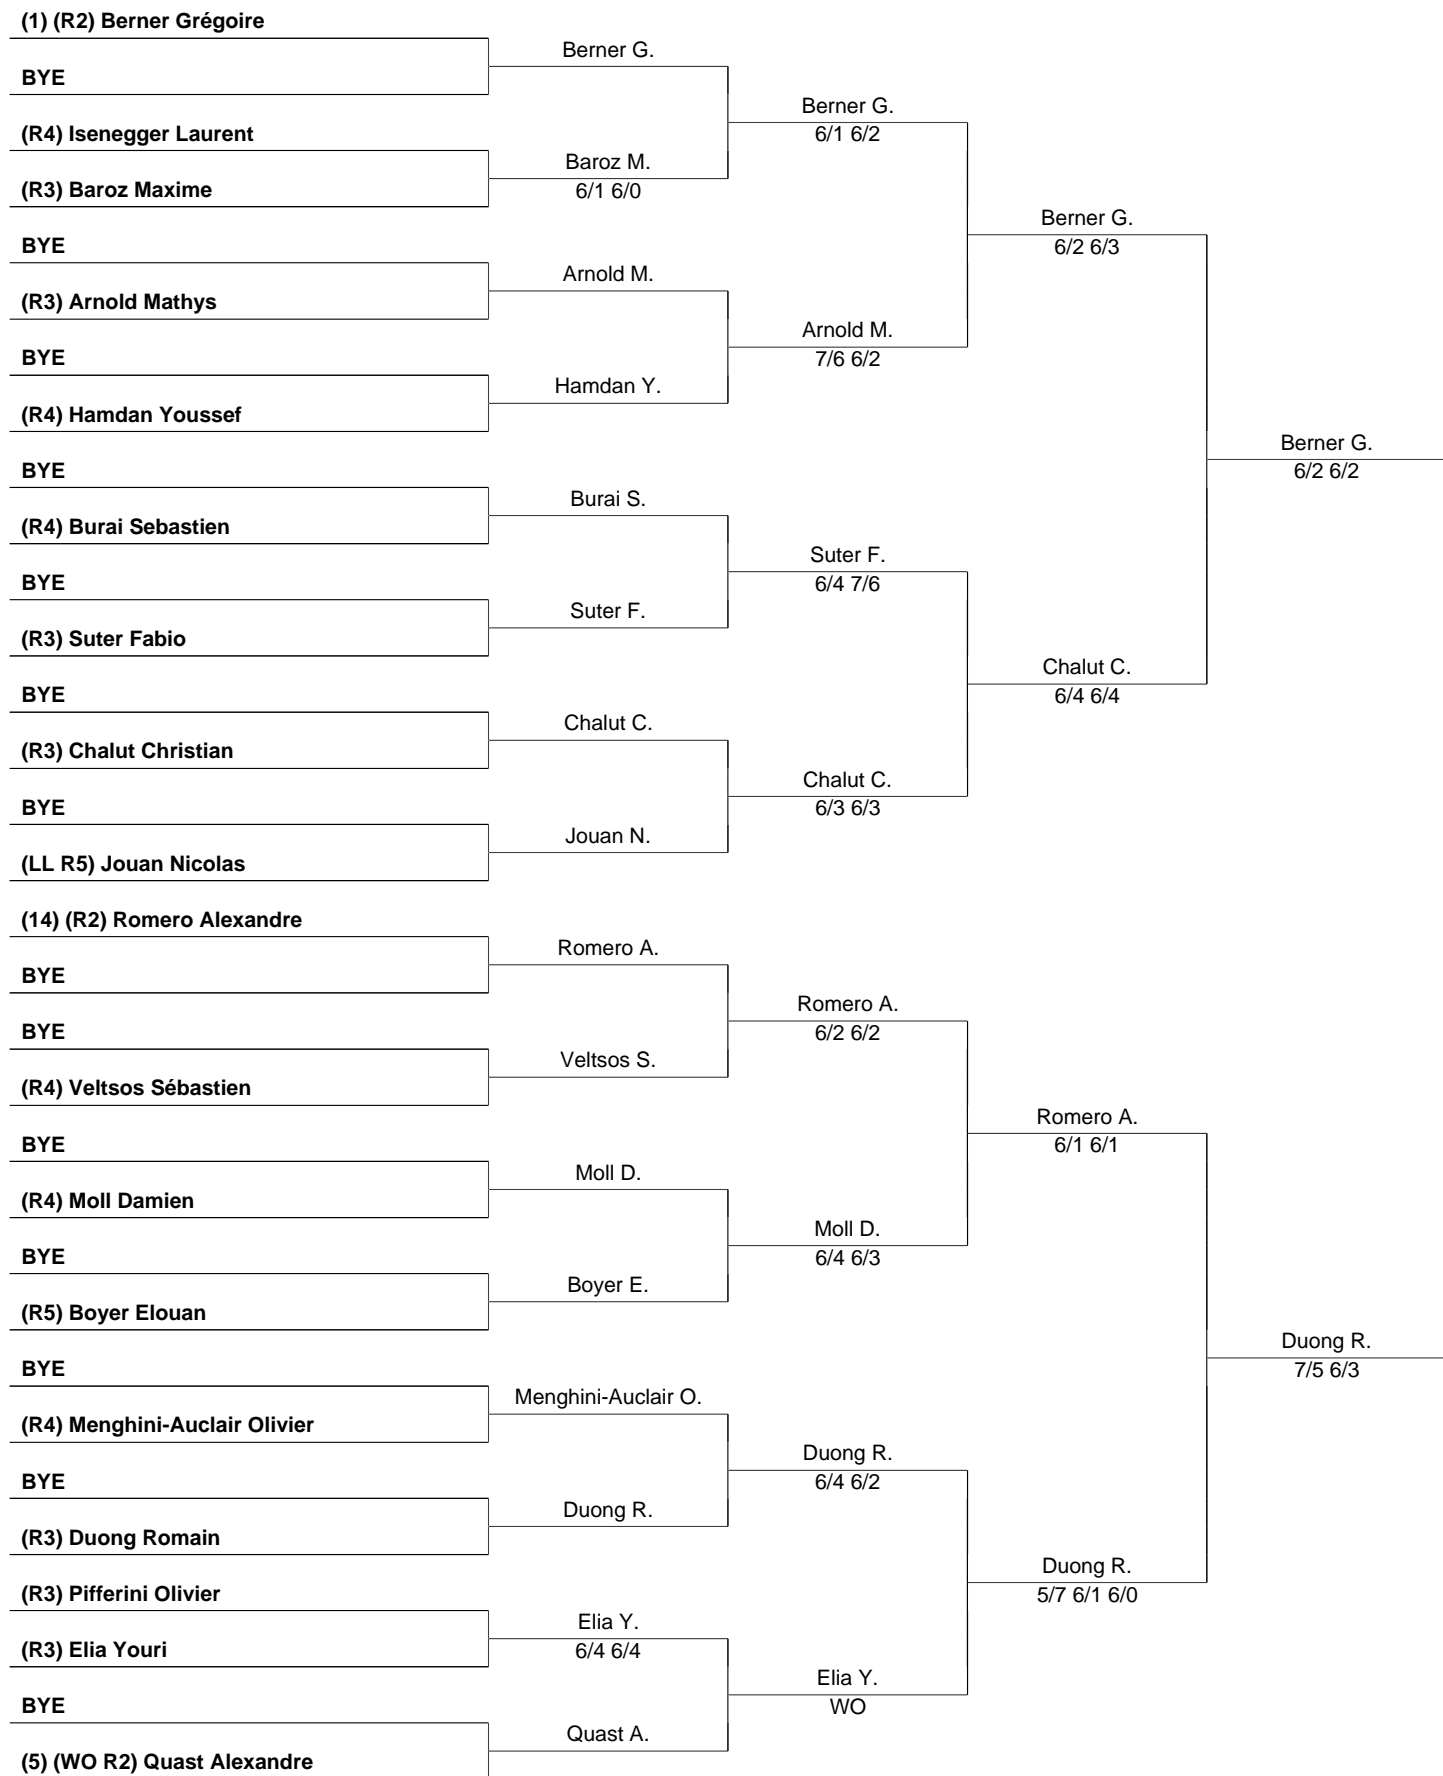 (1) (R2) Berner Grégoire
BYE
(R4) Isenegger Laurent
(R3) Baroz Maxime
BYE
(R3) Arnold Mathys
BYE
(R4) Hamdan Youssef
BYE
(R4) Burai Sebastien
BYE
(R3) Suter Fabio
BYE
(R3) Chalut Christian
BYE
(LL R5) Jouan Nicolas
(14) (R2) Romero Alexandre
BYE
BYE
(R4) Veltsos Sébastien
BYE
(R4) Moll Damien
BYE
(R5) Boyer Elouan
BYE
(R4) Menghini-Auclair Olivier
BYE
(R3) Duong Romain
(R3) Pifferini Olivier
(R3) Elia Youri
BYE
(5) (WO R2) Quast Alexandre
Berner G.
Baroz M.
6/1 6/0
Arnold M.
Hamdan Y.
Burai S.
Suter F.
Chalut C.
Jouan N.
Romero A.
Veltsos S.
Moll D.
Boyer E.
Menghini-Auclair O.
Duong R.
Elia Y.
6/4 6/4
Quast A.
Berner G.
6/1 6/2
Arnold M.
7/6 6/2
Suter F.
6/4 7/6
Chalut C.
6/3 6/3
Romero A.
6/2 6/2
Moll D.
6/4 6/3
Duong R.
6/4 6/2
Elia Y.
WO
Berner G.
6/2 6/3
Chalut C.
6/4 6/4
Romero A.
6/1 6/1
Duong R.
5/7 6/1 6/0
Berner G.
6/2 6/2
Duong R.
7/5 6/3